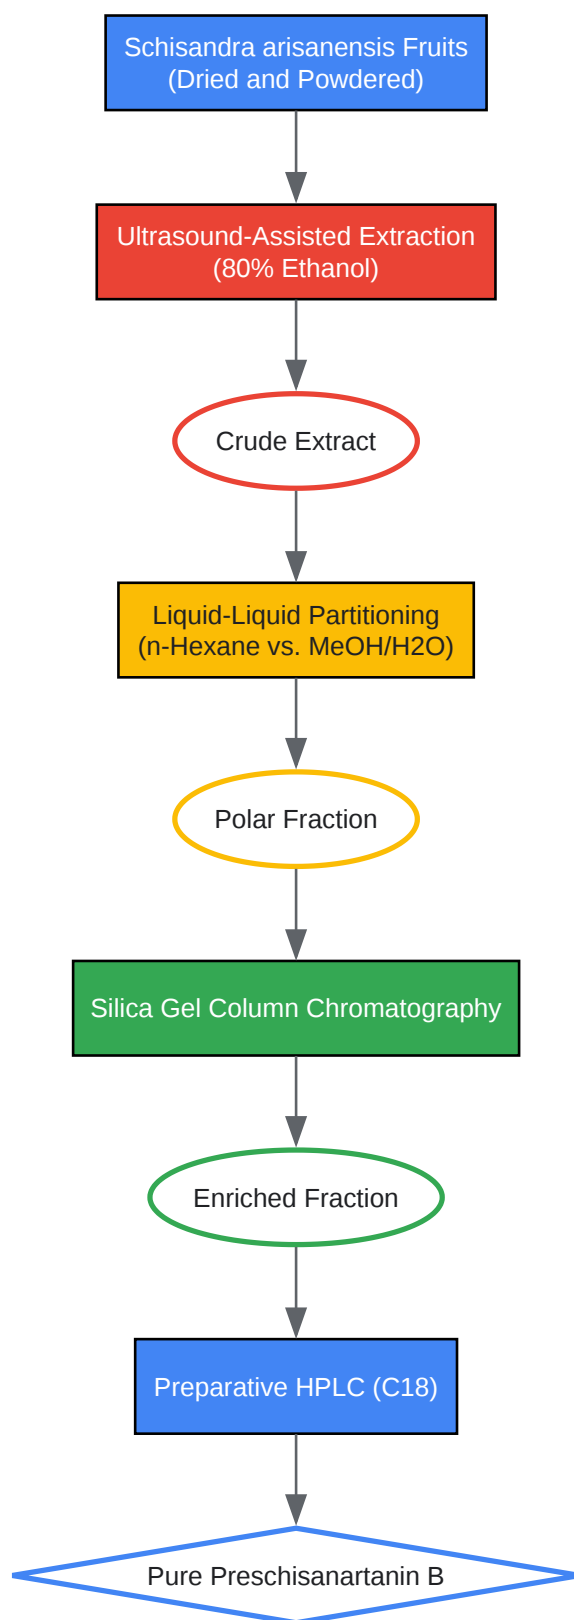 Schisandra arisanensis Fruits
(Dried and Powdered)
Ultrasound-Assisted Extraction
(80% Ethanol)
Crude Extract
Liquid-Liquid Partitioning
(n-Hexane vs. MeOH/H2O)
Polar Fraction
Silica Gel Column Chromatography
Enriched Fraction
Preparative HPLC (C18)
Pure Preschisanartanin B